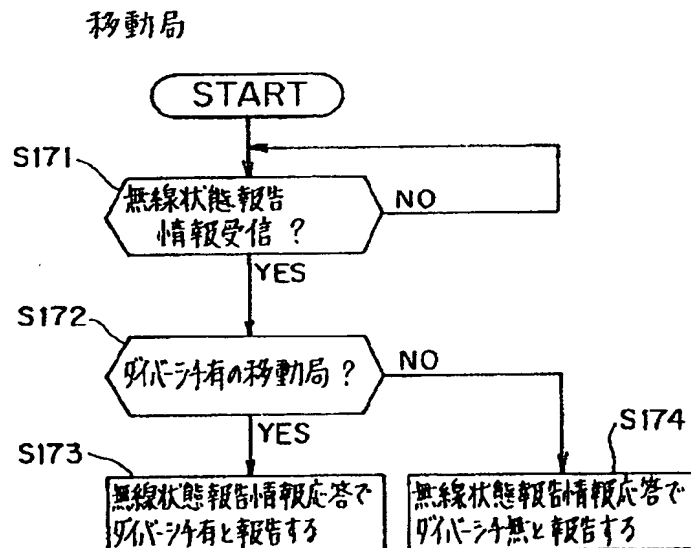 移動局
START
S171
無線状態報告
情報受信?
NO
YES
S172
ダイバーシチ有の移動局?
NO
YES
S173
無線状態報告情報応答で
ダイバーシチ有と報告する
S174
無線状態報告情報応答で
ダイバーシチ無と報告する